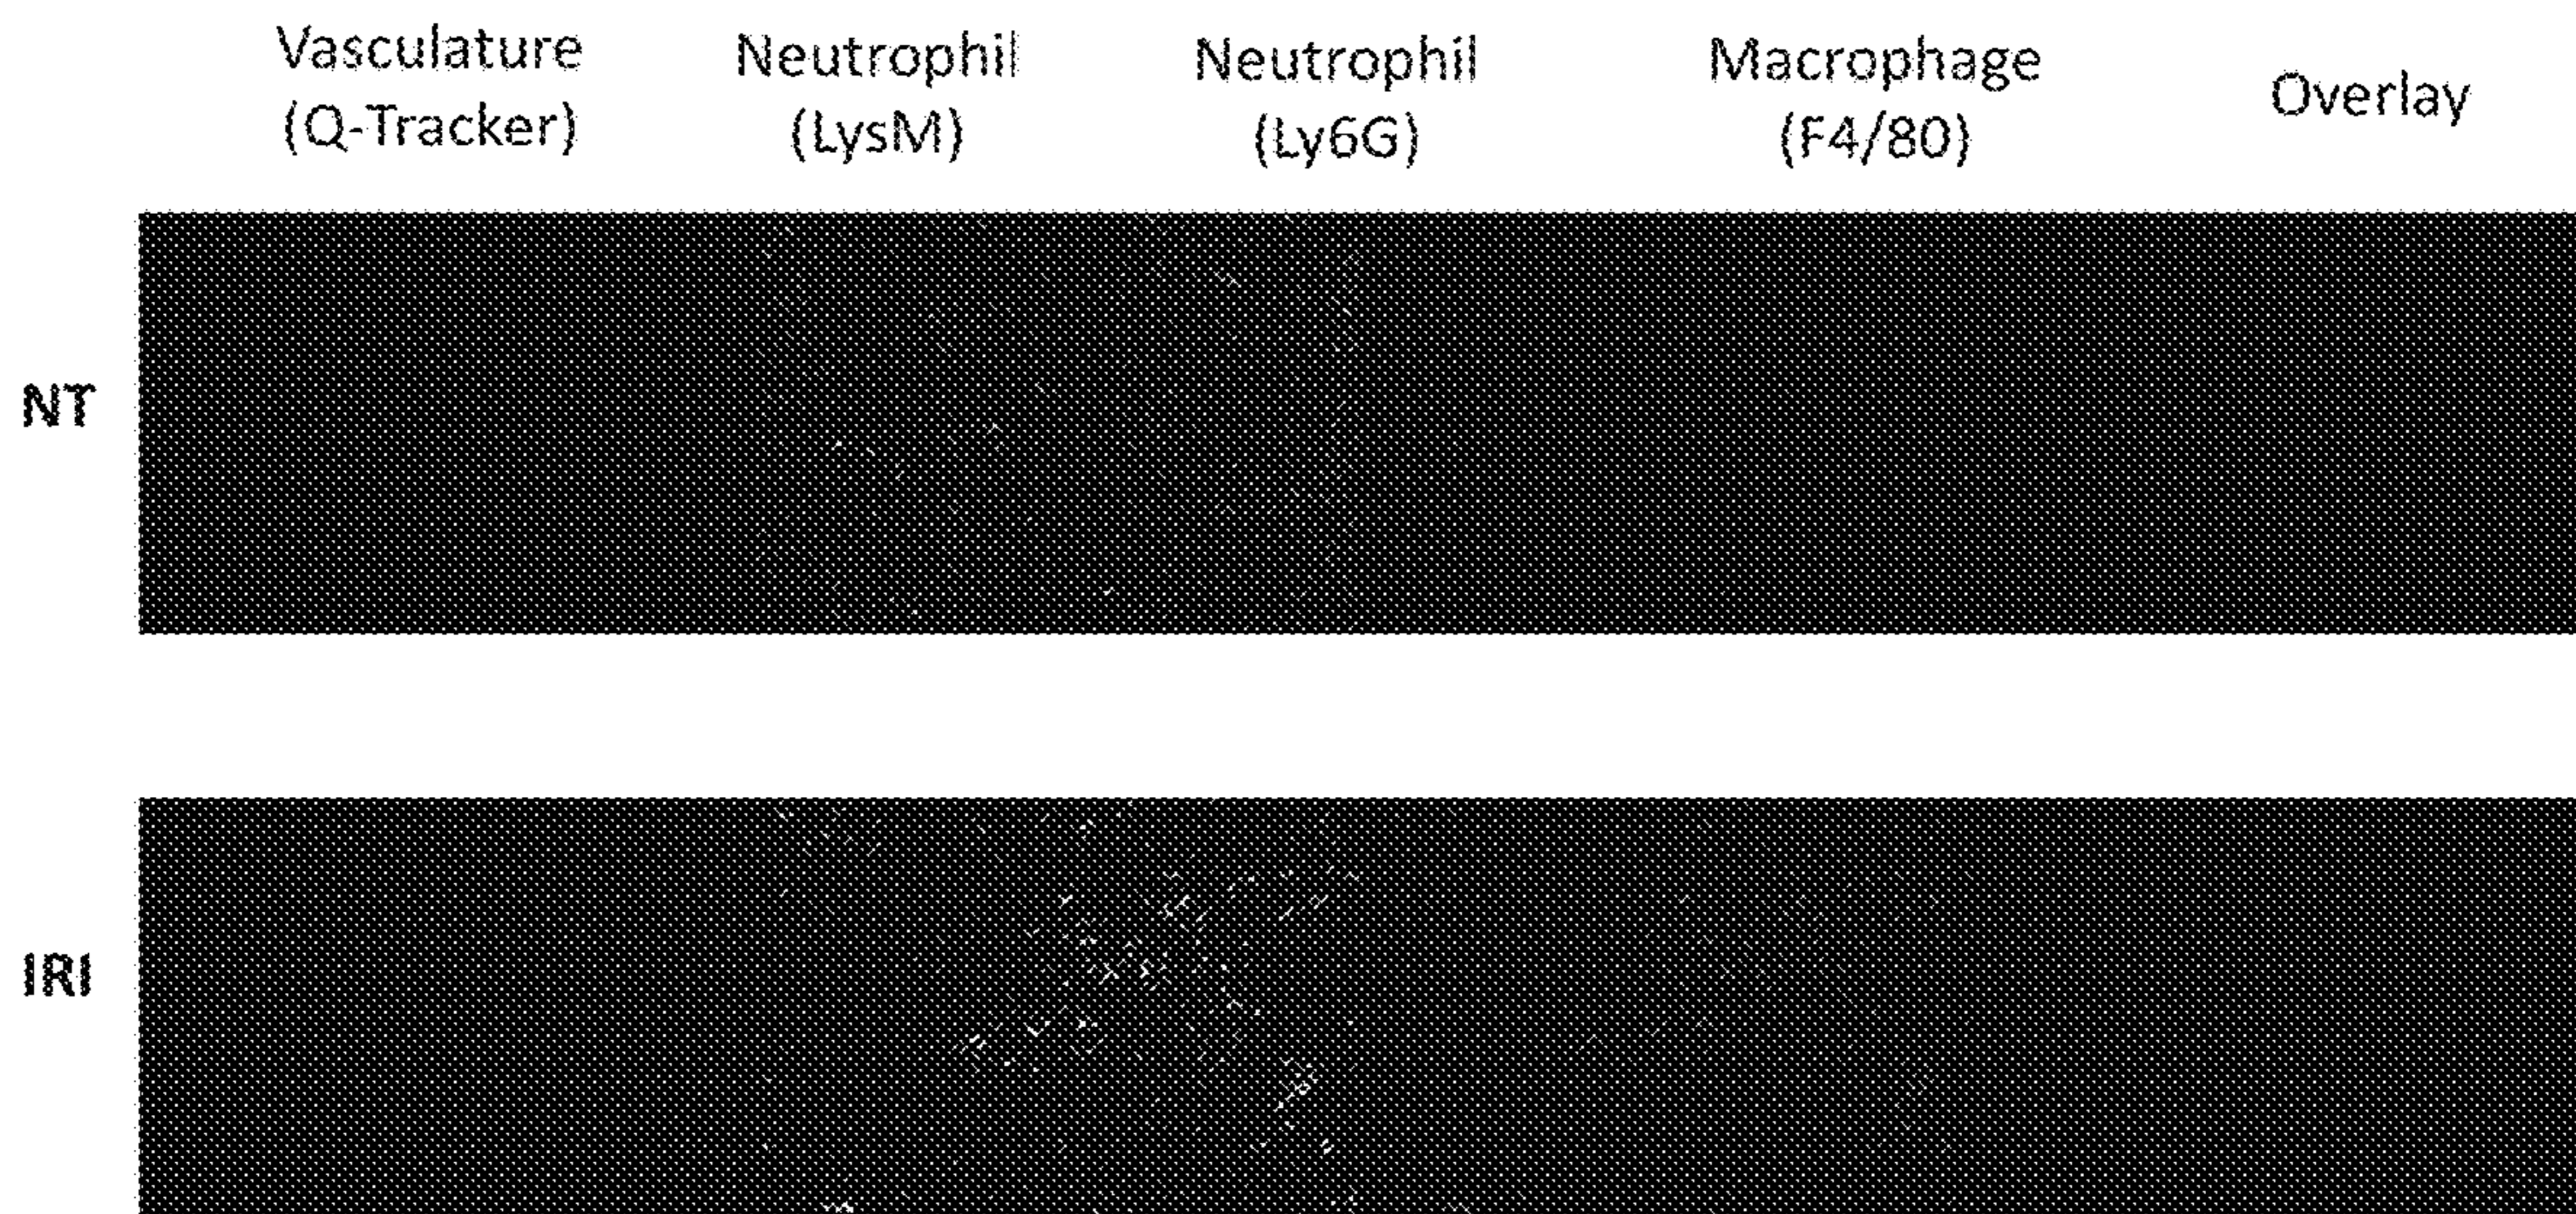 Vasculature
(Q-Tracker)
Neutrophil
(LysM)
Neutrophil
(Ly6G)
Macrophage
(F4/80)
Overlay
NT
IRI